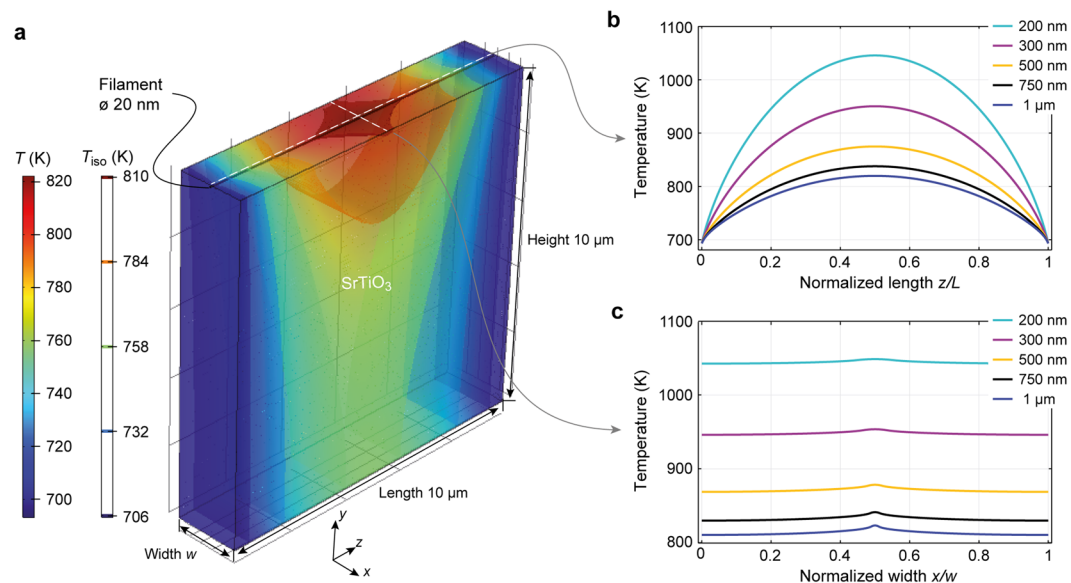 a
Filament
ø 20 nm
T (K)
820
800
780
760
740
720
700
T_iso (K)
810
784
758
732
706
SrTiO₃
Height 10 μm
Length 10 μm
Width w
y
z
x
b
1100
1000
900
800
700
Temperature (K)
0
0.2
0.4
0.6
0.8
1
Normalized length z/L
200 nm
300 nm
500 nm
750 nm
1 μm
c
1100
1000
900
800
Temperature (K)
0
0.2
0.4
0.6
0.8
1
Normalized width x/w
200 nm
300 nm
500 nm
750 nm
1 μm